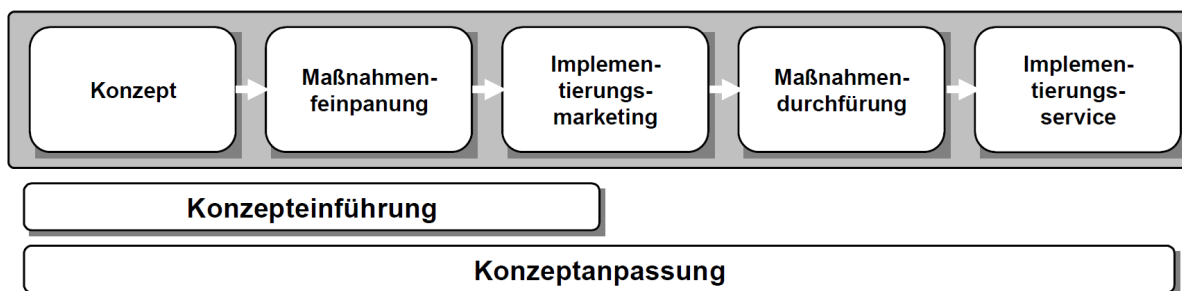 Konzept
Maßnahmen-
feinpanung
Implemen-
tierungs-
marketing
Maßnahmen-
durchfürung
Implemen-
tierungs-
service
Konzepteinführung
Konzeptanpassung